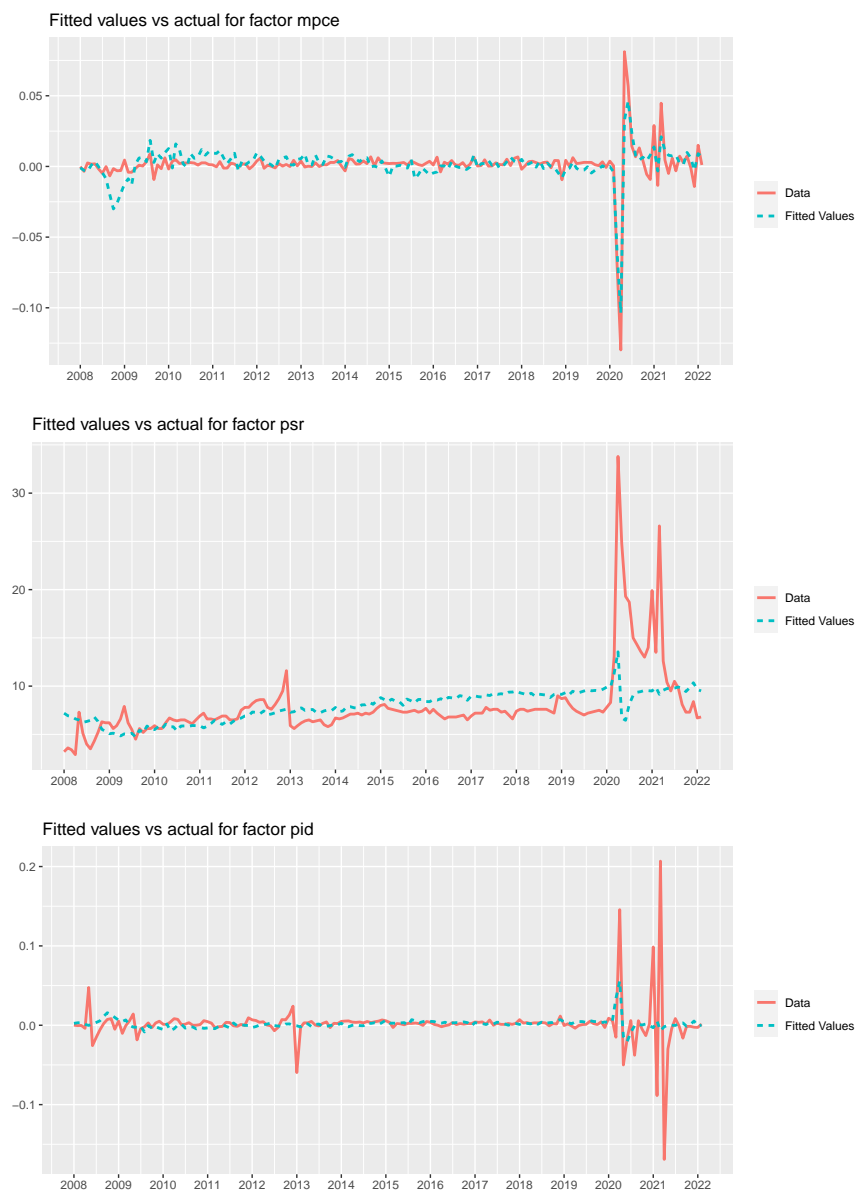 Fitted values vs actual for factor mpce
0.05
0.00
−0.05
−0.10
2008 2009 2010 2011 2012 2013 2014 2015 2016 2017 2018 2019 2020 2021 2022
Data
Fitted Values
Fitted values vs actual for factor psr
30
20
10
2008 2009 2010 2011 2012 2013 2014 2015 2016 2017 2018 2019 2020 2021 2022
Data
Fitted Values
Fitted values vs actual for factor pid
0.2
0.1
0.0
−0.1
2008 2009 2010 2011 2012 2013 2014 2015 2016 2017 2018 2019 2020 2021 2022
Data
Fitted Values